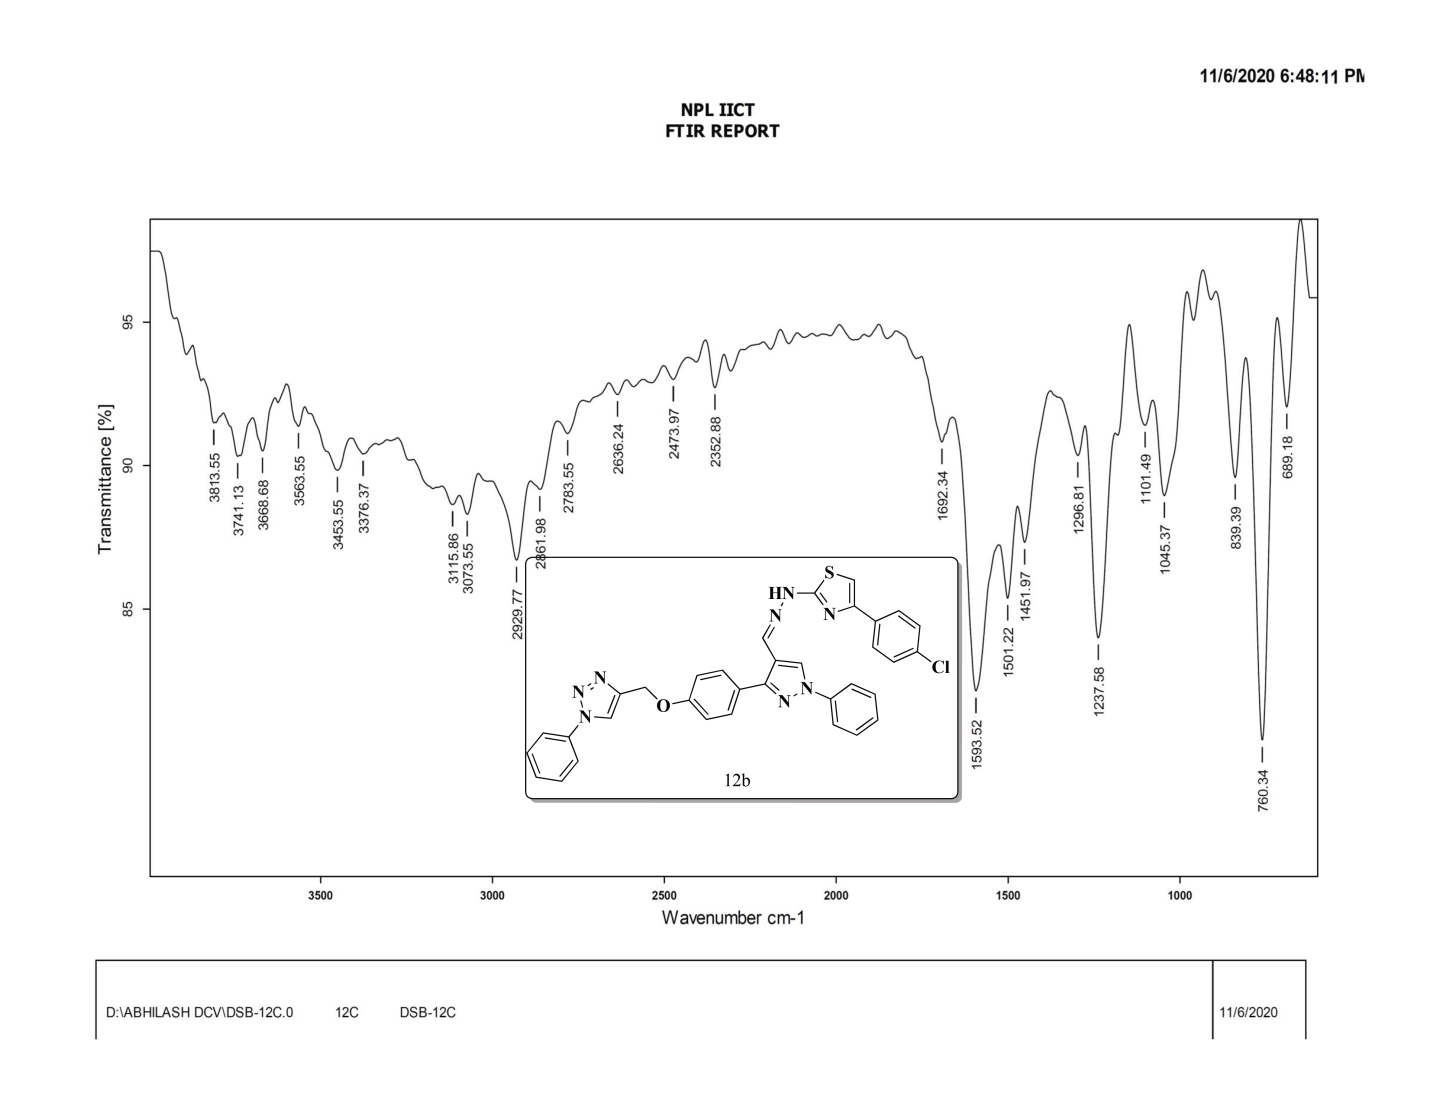 11/6/2020 6:48:11 PM
NPL IICT
FTIR REPORT
Transmittance [%]
95
90
85
3813.55
3741.13
3668.68
3563.55
3453.55
3376.37
3115.86
3073.55
2929.77
2861.98
2783.55
2636.24
2473.97
2352.88
1692.34
1593.52
1501.22
1451.97
1296.81
1237.58
1101.49
1045.37
839.39
760.34
689.18
S
HN
N
N
Cl
N
N
N
O
N
N
12b
3500
3000
2500
2000
1500
1000
Wavenumber cm-1
D:\ABHILASH DCV\DSB-12C.0 12C DSB-12C 11/6/2020